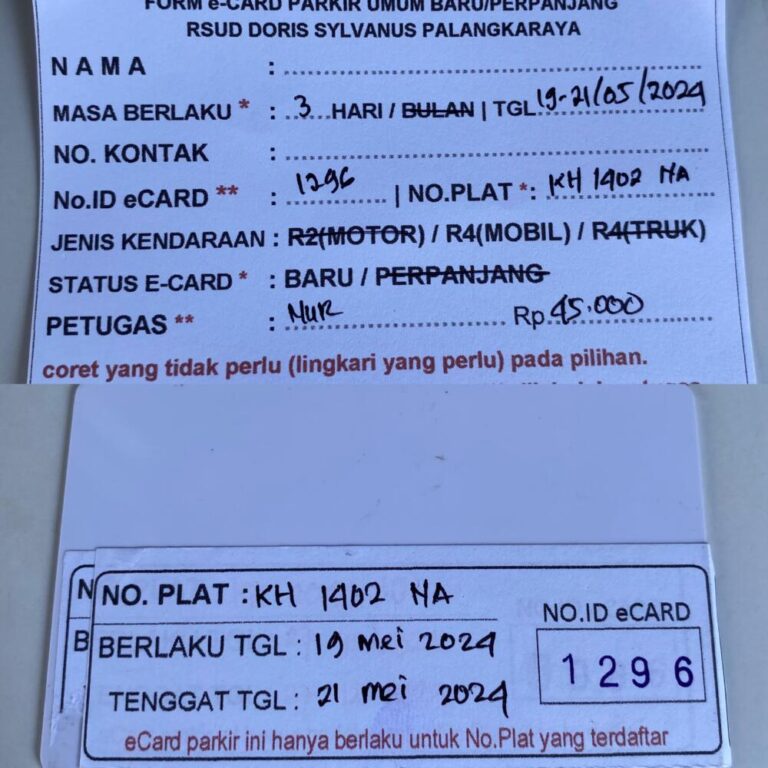 FORM e-CARD PARKIR UMUM BARU/PERPANJANG
RSUD DORIS SYLVANUS PALANGKARAYA
NAMA :
MASA BERLAKU * : 3 HARI / BULAN | TGL 19-21/05/2024
NO. KONTAK :
No.ID eCARD ** : 1296 | NO.PLAT *: KH 1402 NA
JENIS KENDARAAN : R2(MOTOR) / R4(MOBIL) / R4(TRUK)
STATUS E-CARD * : BARU / PERPANJANG
PETUGAS ** : NUR Rp.45.000
coret yang tidak perlu (lingkari yang perlu) pada pilihan.
N
B
NO. PLAT : KH 1402 NA
BERLAKU TGL : 19 mei 2024
TENGGAT TGL : 21 mei 2024
NO.ID eCARD
1296
eCard parkir ini hanya berlaku untuk No.Plat yang terdaftar